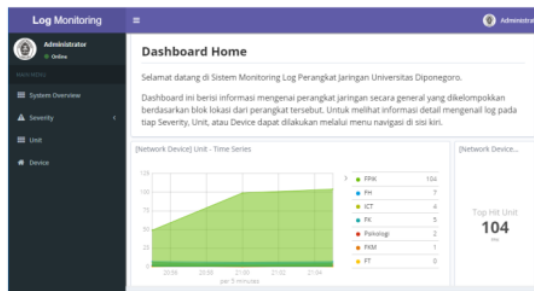 Log Monitoring
Administrator
Administrator
Online
MAIN MENU
System Overview
Severity
Unit
Device
Dashboard Home
Selamat datang di Sistem Monitoring Log Perangkat Jaringan Universitas Diponegoro.
Dashboard ini berisi informasi mengenai perangkat jaringan secara general yang dikelompokkan
berdasarkan blok lokasi dari perangkat tersebut. Untuk melihat informasi detail mengenail log pada
tiap Severity, Unit, atau Device dapat dilakukan melalui menu navigasi di sisi kiri.
[Network Device] Unit - Time Series
125
100
75
50
25
0
20:56 20:58 21:00 21:02 21:04
per 5 minutes
FPIK 104
FH 7
ICT 4
FK 5
Psikologi 2
FKM 1
FT 0
[Network Device...
Top Hit Unit
104